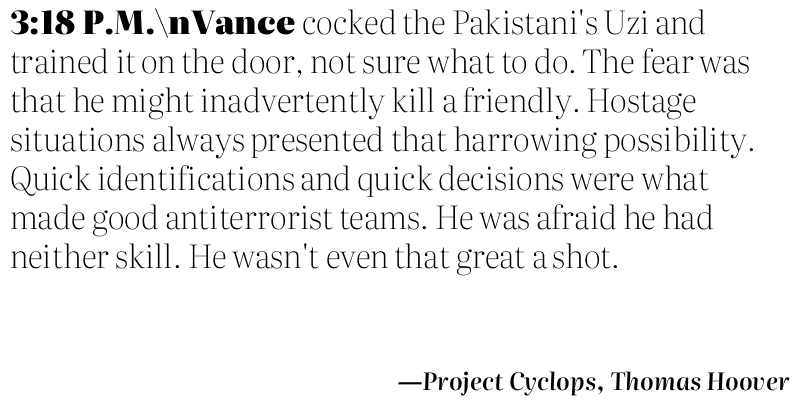 3:18 P.M.\nVance cocked the Pakistani's Uzi and
trained it on the door, not sure what to do. The fear was
that he might inadvertently kill a friendly. Hostage
situations always presented that harrowing possibility.
Quick identifications and quick decisions were what
made good antiterrorist teams. He was afraid he had
neither skill. He wasn't even that great a shot.
—Project Cyclops, Thomas Hoover